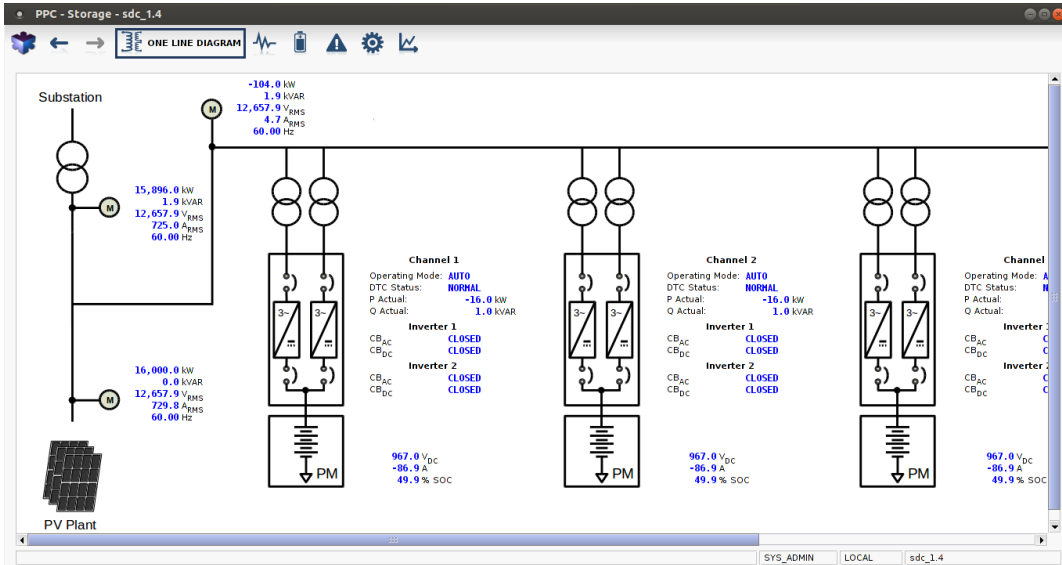 PPC - Storage - sdc_1.4
ONE LINE DIAGRAM
Substation
M
-104.0 kW
1.9 kVAR
12,657.9 VRMS
4.7 ARMS
60.00 Hz
M
15,896.0 kW
1.9 kVAR
12,657.9 VRMS
725.0 ARMS
60.00 Hz
M
16,000.0 kW
0.0 kVAR
12,657.9 VRMS
729.8 ARMS
60.00 Hz
PV Plant
3~
3~
Channel 1
Operating Mode: AUTO
DTC Status: NORMAL
P Actual: -16.0 kW
Q Actual: 1.0 kVAR
Inverter 1
CBAC CLOSED
CBDC CLOSED
Inverter 2
CBAC CLOSED
CBDC CLOSED
PM
967.0 VDC
-86.9 A
49.9 % SOC
3~
3~
Channel 2
Operating Mode: AUTO
DTC Status: NORMAL
P Actual: -16.0 kW
Q Actual: 1.0 kVAR
Inverter 1
CBAC CLOSED
CBDC CLOSED
Inverter 2
CBAC CLOSED
CBDC CLOSED
PM
967.0 VDC
-86.9 A
49.9 % SOC
3~
3~
Channel
Operating Mode:
DTC Status:
P Actual:
Q Actual:
Inverter
CBAC
CBDC
Inverter
CBAC
CBDC
PM
967.0 VDC
-86.9 A
49.9 % SOC
SYS_ADMIN
LOCAL
sdc_1.4